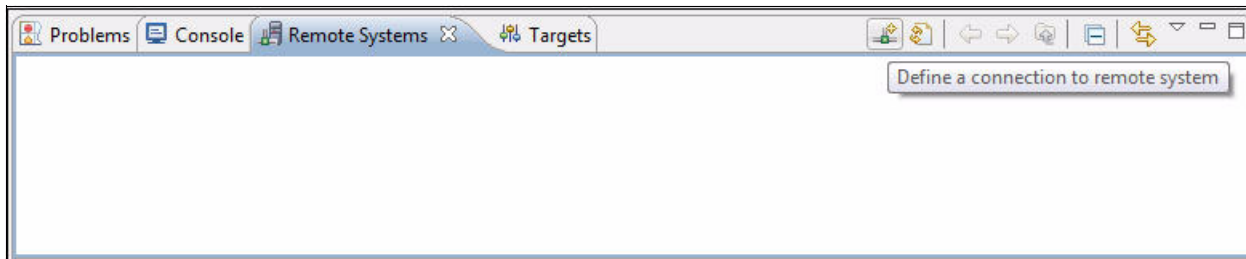 Problems Console Remote Systems Targets
Define a connection to remote system